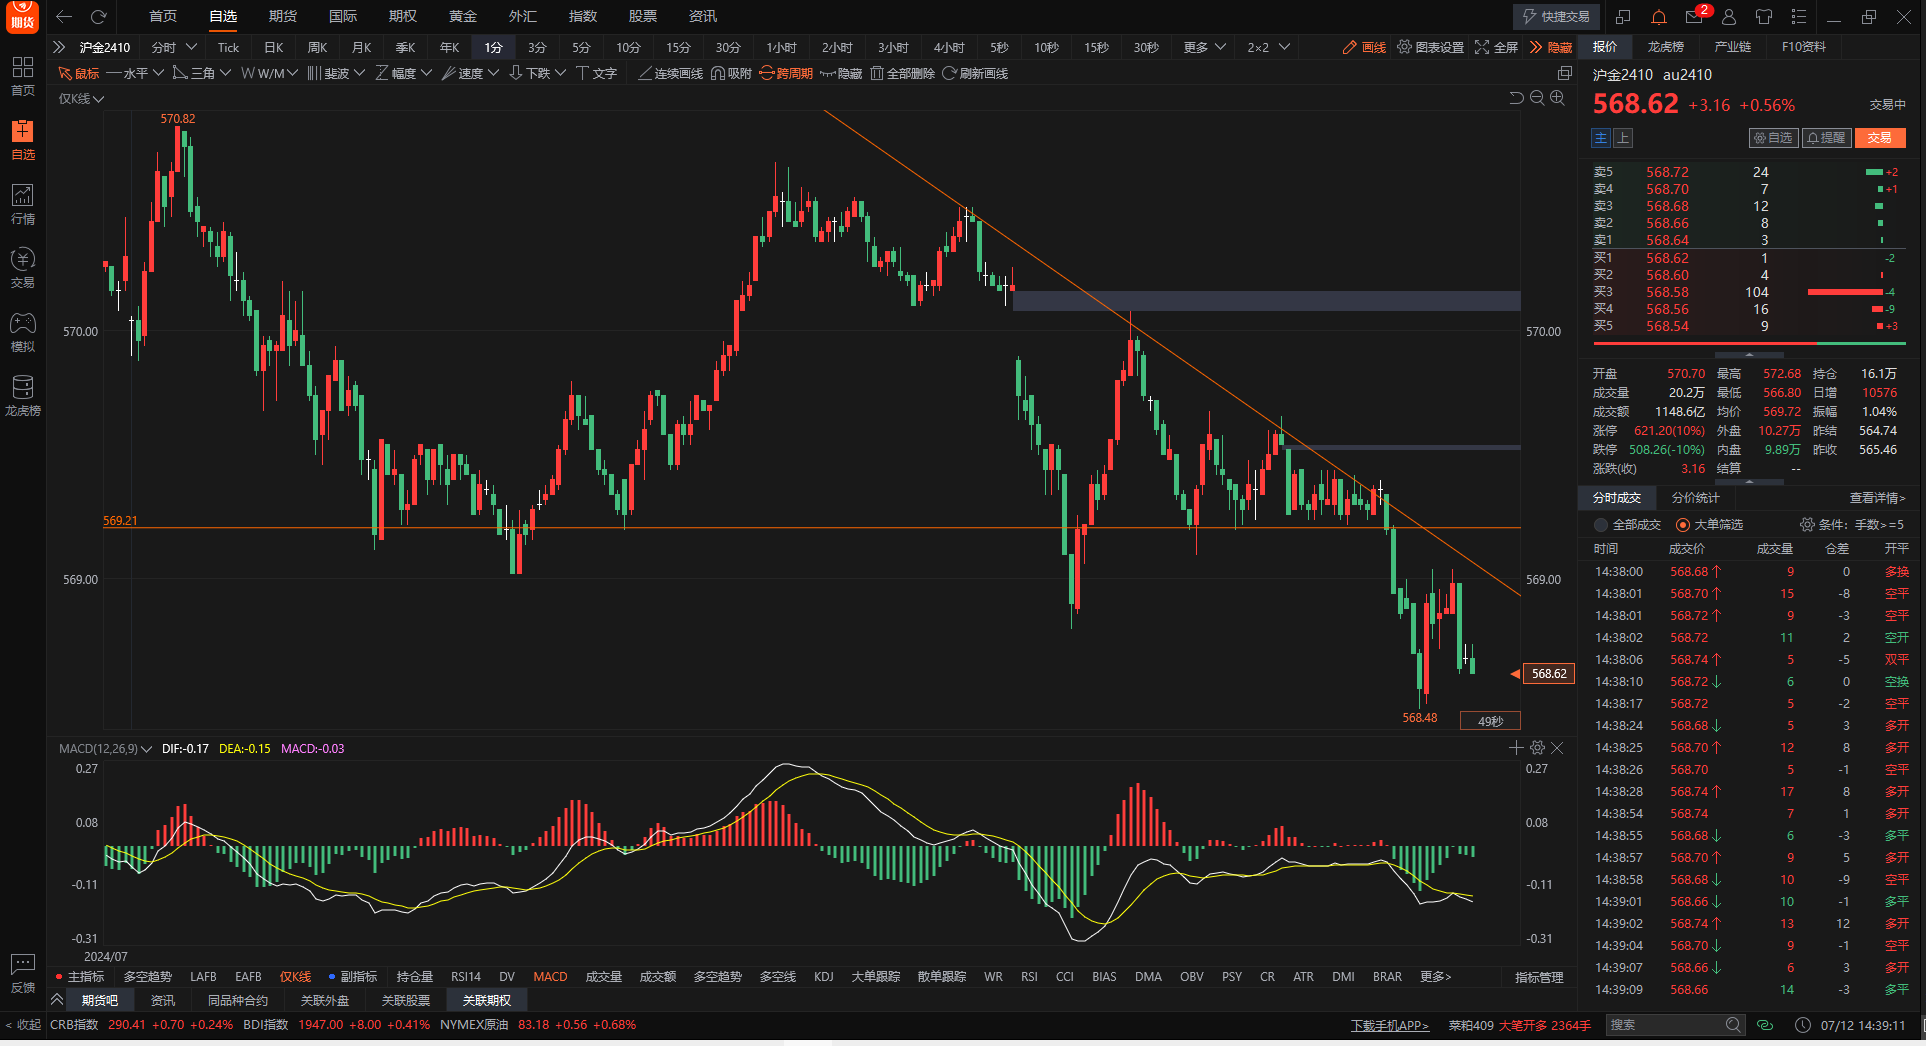 期货 首页 自选 期货 国际 期权 黄金 外汇 指数 股票 资讯 快捷交易 2
沪金2410 分时 Tick 日K 周K 月K 季K 年K 1分 3分 5分 10分 15分 30分 1小时 2小时 3小时 4小时 5秒 10秒 15秒 30秒 更多 2×2 画线 图表设置 全屏 隐藏
鼠标 水平 三角 W/M 斐波 幅度 速度 下跌 文字 连续画线 吸附 跨周期 隐藏 全部删除 刷新画线
首页
自选
行情
交易
模拟
龙虎榜
反馈
< 收起
仅K线
570.82
570.00 570.00
569.21
569.00 569.00
568.62
568.48
49秒
MACD(12,26,9) DIF:-0.17 DEA:-0.15 MACD:-0.03
0.27 0.27
0.08 0.08
-0.11 -0.11
-0.31 -0.31
2024/07
主指标 多空趋势 LAFB EAFB 仅K线 副指标 持仓量 RSI14 DV MACD 成交量 成交额 多空趋势 多空线 KDJ 大单跟踪 散单跟踪 WR RSI CCI BIAS DMA OBV PSY CR ATR DMI BRAR 更多> 指标管理
期货吧 资讯 同品种合约 关联外盘 关联股票 关联期权
报价 龙虎榜 产业链 F10资料
沪金2410 au2410
568.62 +3.16 +0.56% 交易中
主 上 自选 提醒 交易
卖5 568.72 24 +2
卖4 568.70 7 +1
卖3 568.68 12
卖2 568.66 8
卖1 568.64 3
买1 568.62 1 -2
买2 568.60 4
买3 568.58 104 -4
买4 568.56 16 -9
买5 568.54 9 +3
开盘 570.70 最高 572.68 持仓 16.1万
成交量 20.2万 最低 566.80 日增 10576
成交额 1148.6亿 均价 569.72 振幅 1.04%
涨停 621.20(10%) 外盘 10.27万 昨结 564.74
跌停 508.26(-10%) 内盘 9.89万 昨收 565.46
涨跌(收) 3.16 结算 --
分时成交 分价统计 查看详情>
全部成交 大单筛选 条件: 手数>=5
时间 成交价 成交量 仓差 开平
14:38:00 568.68↑ 9 0 多换
14:38:01 568.70↑ 15 -8 空平
14:38:01 568.72↑ 9 -3 空平
14:38:02 568.72 11 2 空开
14:38:06 568.74↑ 5 -5 双平
14:38:10 568.72↓ 6 0 空换
14:38:17 568.72 5 -2 空平
14:38:24 568.68↓ 5 3 多开
14:38:25 568.70↑ 12 8 多开
14:38:26 568.70 5 -1 空平
14:38:28 568.74↑ 17 8 多开
14:38:54 568.74 7 1 多开
14:38:55 568.68↓ 6 -3 多平
14:38:57 568.70↑ 9 5 多开
14:38:58 568.68↓ 10 -9 空平
14:39:01 568.66↓ 10 -1 多平
14:39:02 568.74↑ 13 12 多开
14:39:04 568.70↓ 9 -1 空平
14:39:07 568.66↓ 6 3 多开
14:39:09 568.66 14 -3 多平
CRB指数 290.41 +0.70 +0.24% BDI指数 1947.00 +8.00 +0.41% NYMEX原油 83.18 +0.56 +0.68% 下载手机APP> 菜粕409 大笔开多 2364手 搜索 07/12 14:39:11